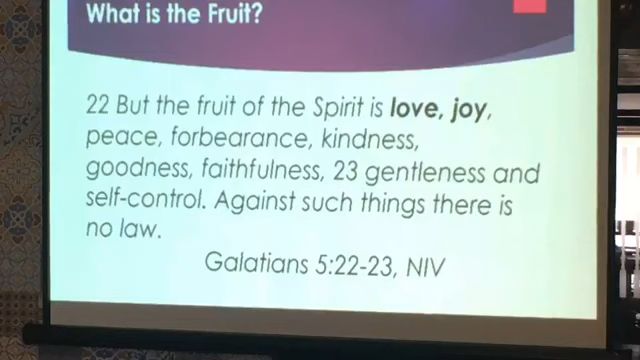 What is the Fruit?
22 But the fruit of the Spirit is love, joy,
peace, forbearance, kindness,
goodness, faithfulness, 23 gentleness and
self-control. Against such things there is
no law.
Galatians 5:22-23, NIV